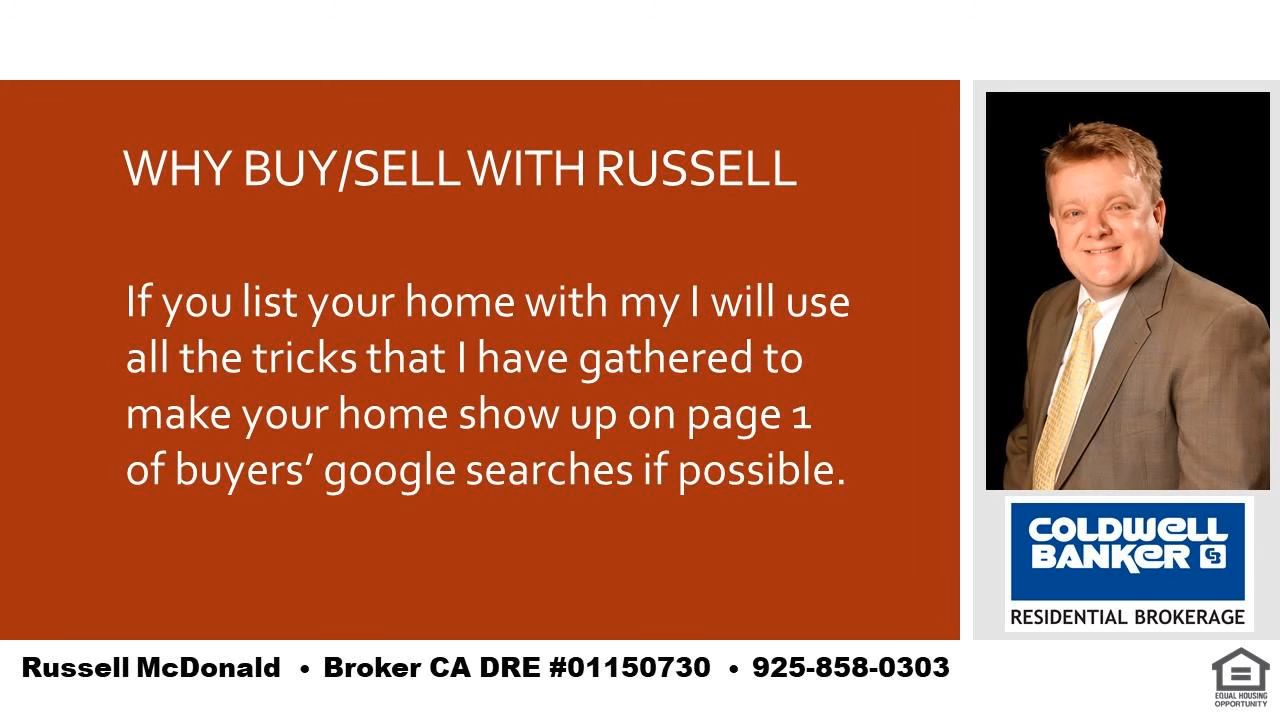 WHY BUY/SELL WITH RUSSELL
If you list your home with my I will use
all the tricks that I have gathered to
make your home show up on page 1
of buyers’ google searches if possible.
COLDWELL
BANKER CB
RESIDENTIAL BROKERAGE
Russell McDonald • Broker CA DRE #01150730 • 925-858-0303
EQUAL HOUSING
OPPORTUNITY